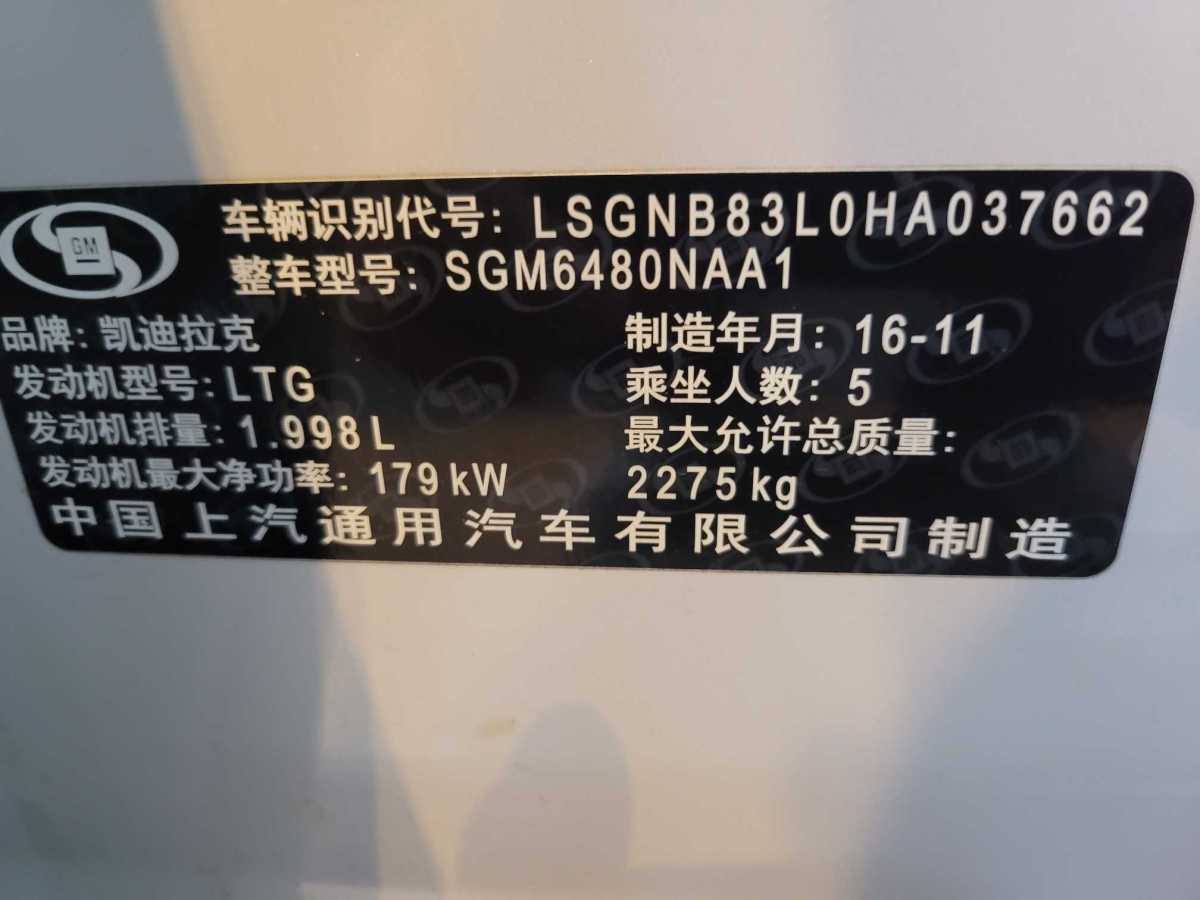 GM
车辆识别代号: LSGNB83L0HA037662
整车型号: SGM6480NAA1
品牌: 凯迪拉克
制造年月: 16-11
发动机型号: LTG
乘坐人数: 5
发动机排量: 1.998L
最大允许总质量:
发动机最大净功率: 179kW
2275kg
中国上汽通用汽车有限公司制造